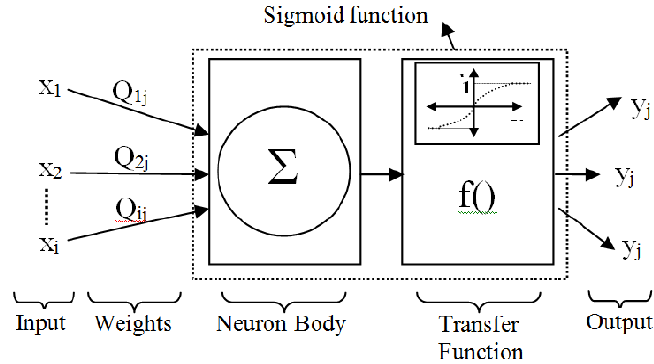 Sigmoid function
x1
Q1j
x2
Q2j
xi
Qij
Σ
f()
yj
yj
yj
Input
Weights
Neuron Body
Transfer
Function
Output